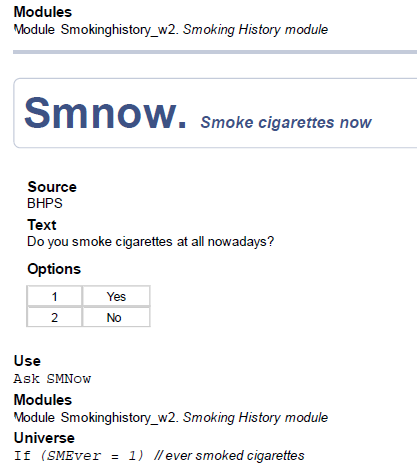 Modules
Module Smokinghistory_w2. Smoking History module
Smnow. Smoke cigarettes now
Source
BHPS
Text
Do you smoke cigarettes at all nowadays?
Options
1 Yes
2 No
Use
Ask SMNow
Modules
Module Smokinghistory_w2. Smoking History module
Universe
If (SMEver = 1) // ever smoked cigarettes